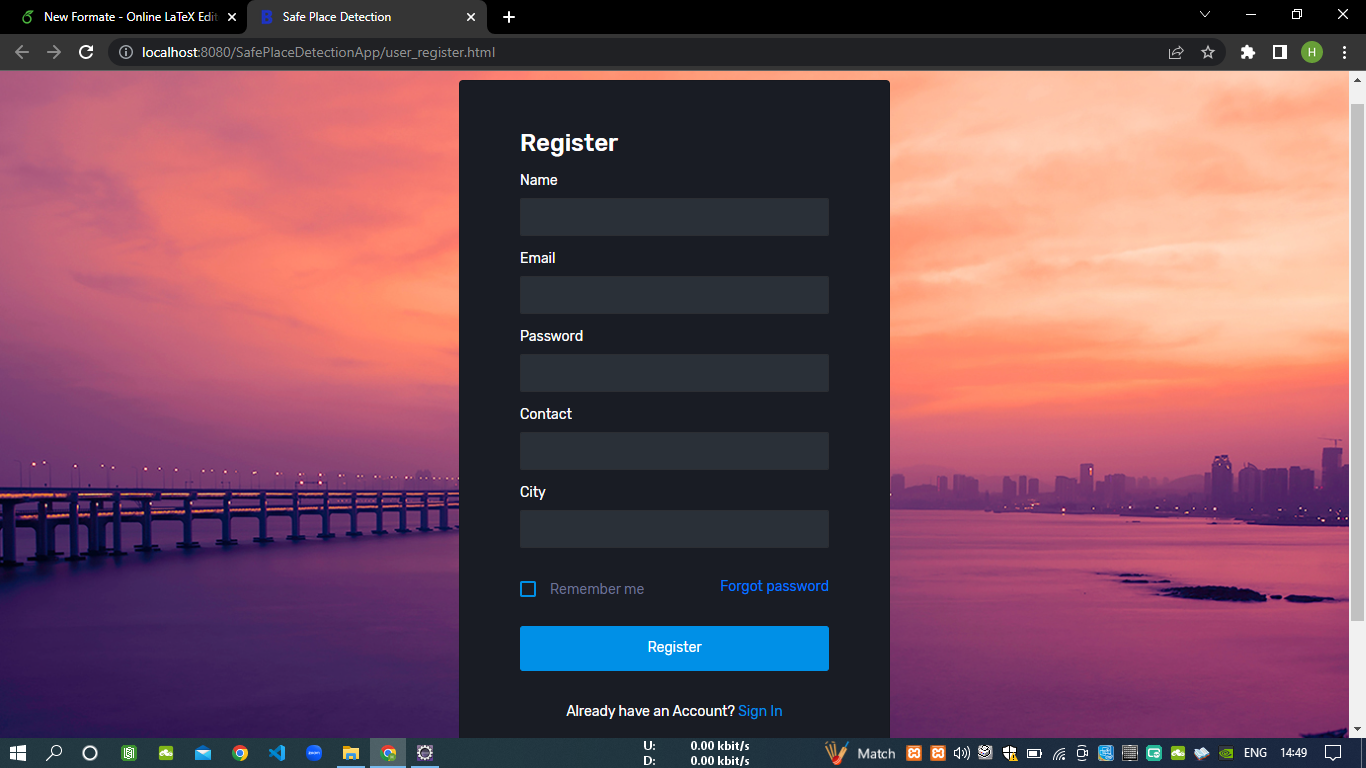 New Formate - Online LaTeX Edit
Safe Place Detection
localhost:8080/SafePlaceDetectionApp/user_register.html
H
Register
Name
Email
Password
Contact
City
Remember me
Forgot password
Register
Already have an Account? Sign In
U: 0.00 kbit/s
D: 0.00 kbit/s
Match
ENG
14:49